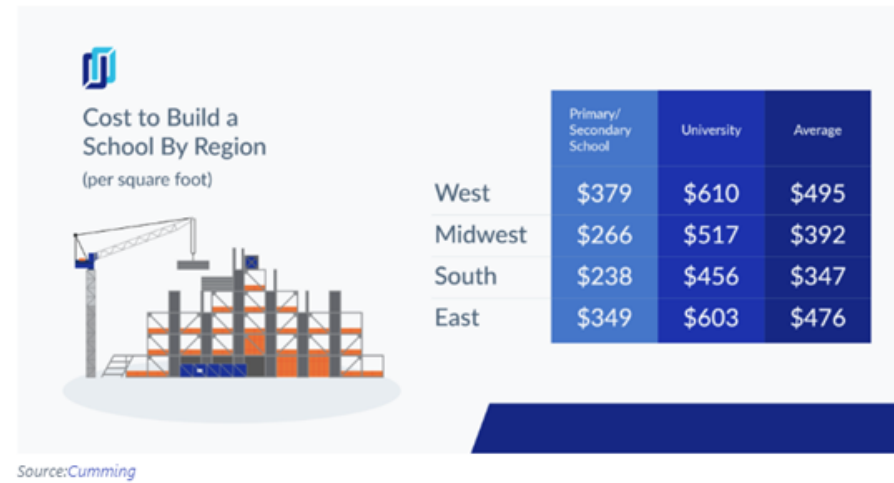 Cost to Build a
School By Region
(per square foot)
Primary/
Secondary
School
University
Average
West $379 $610 $495
Midwest $266 $517 $392
South $238 $456 $347
East $349 $603 $476
Source:Cumming